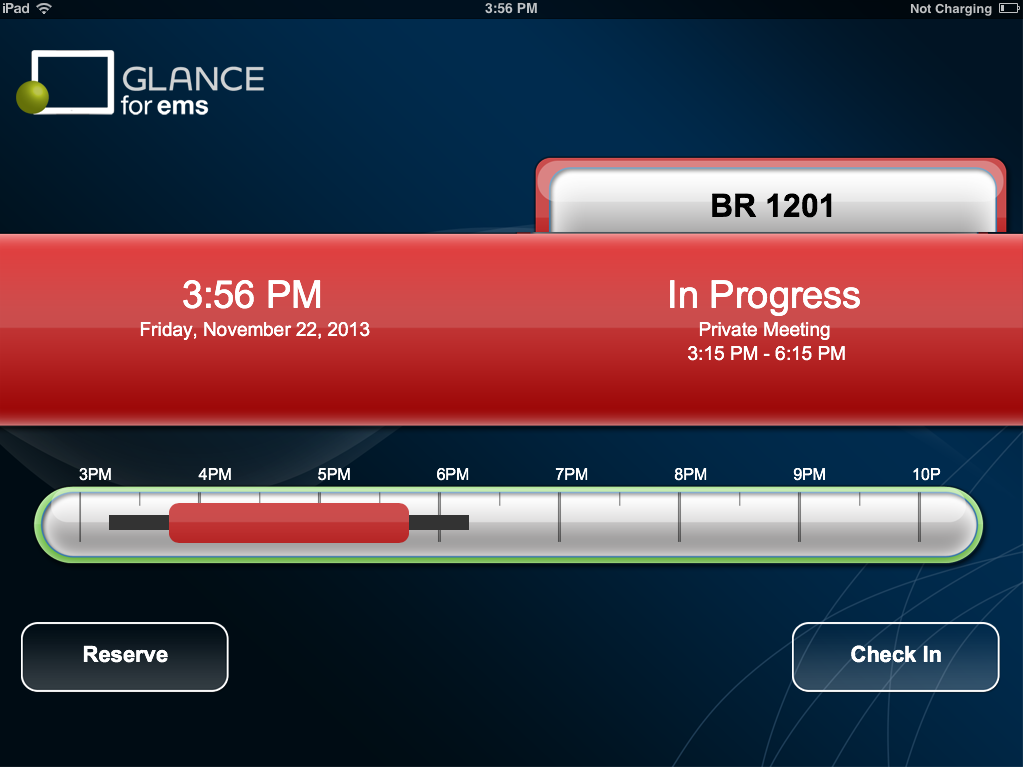 iPad 3:56 PM Not Charging
GLANCE
for ems
BR 1201
3:56 PM
Friday, November 22, 2013
In Progress
Private Meeting
3:15 PM - 6:15 PM
3PM 4PM 5PM 6PM 7PM 8PM 9PM 10P
Reserve
Check In